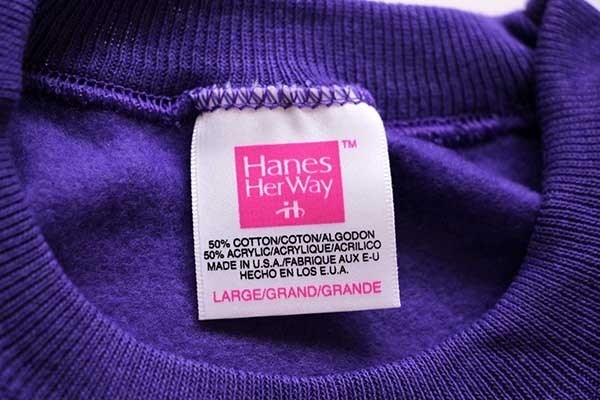 TM
Hanes
Her Way
50% COTTON/COTON/ALGODON
50% ACRYLIC/ACRYLIQUE/ACRILICO
MADE IN U.S.A./FABRIQUE AUX E-U
HECHO EN LOS E.U.A.
LARGE/GRAND/GRANDE